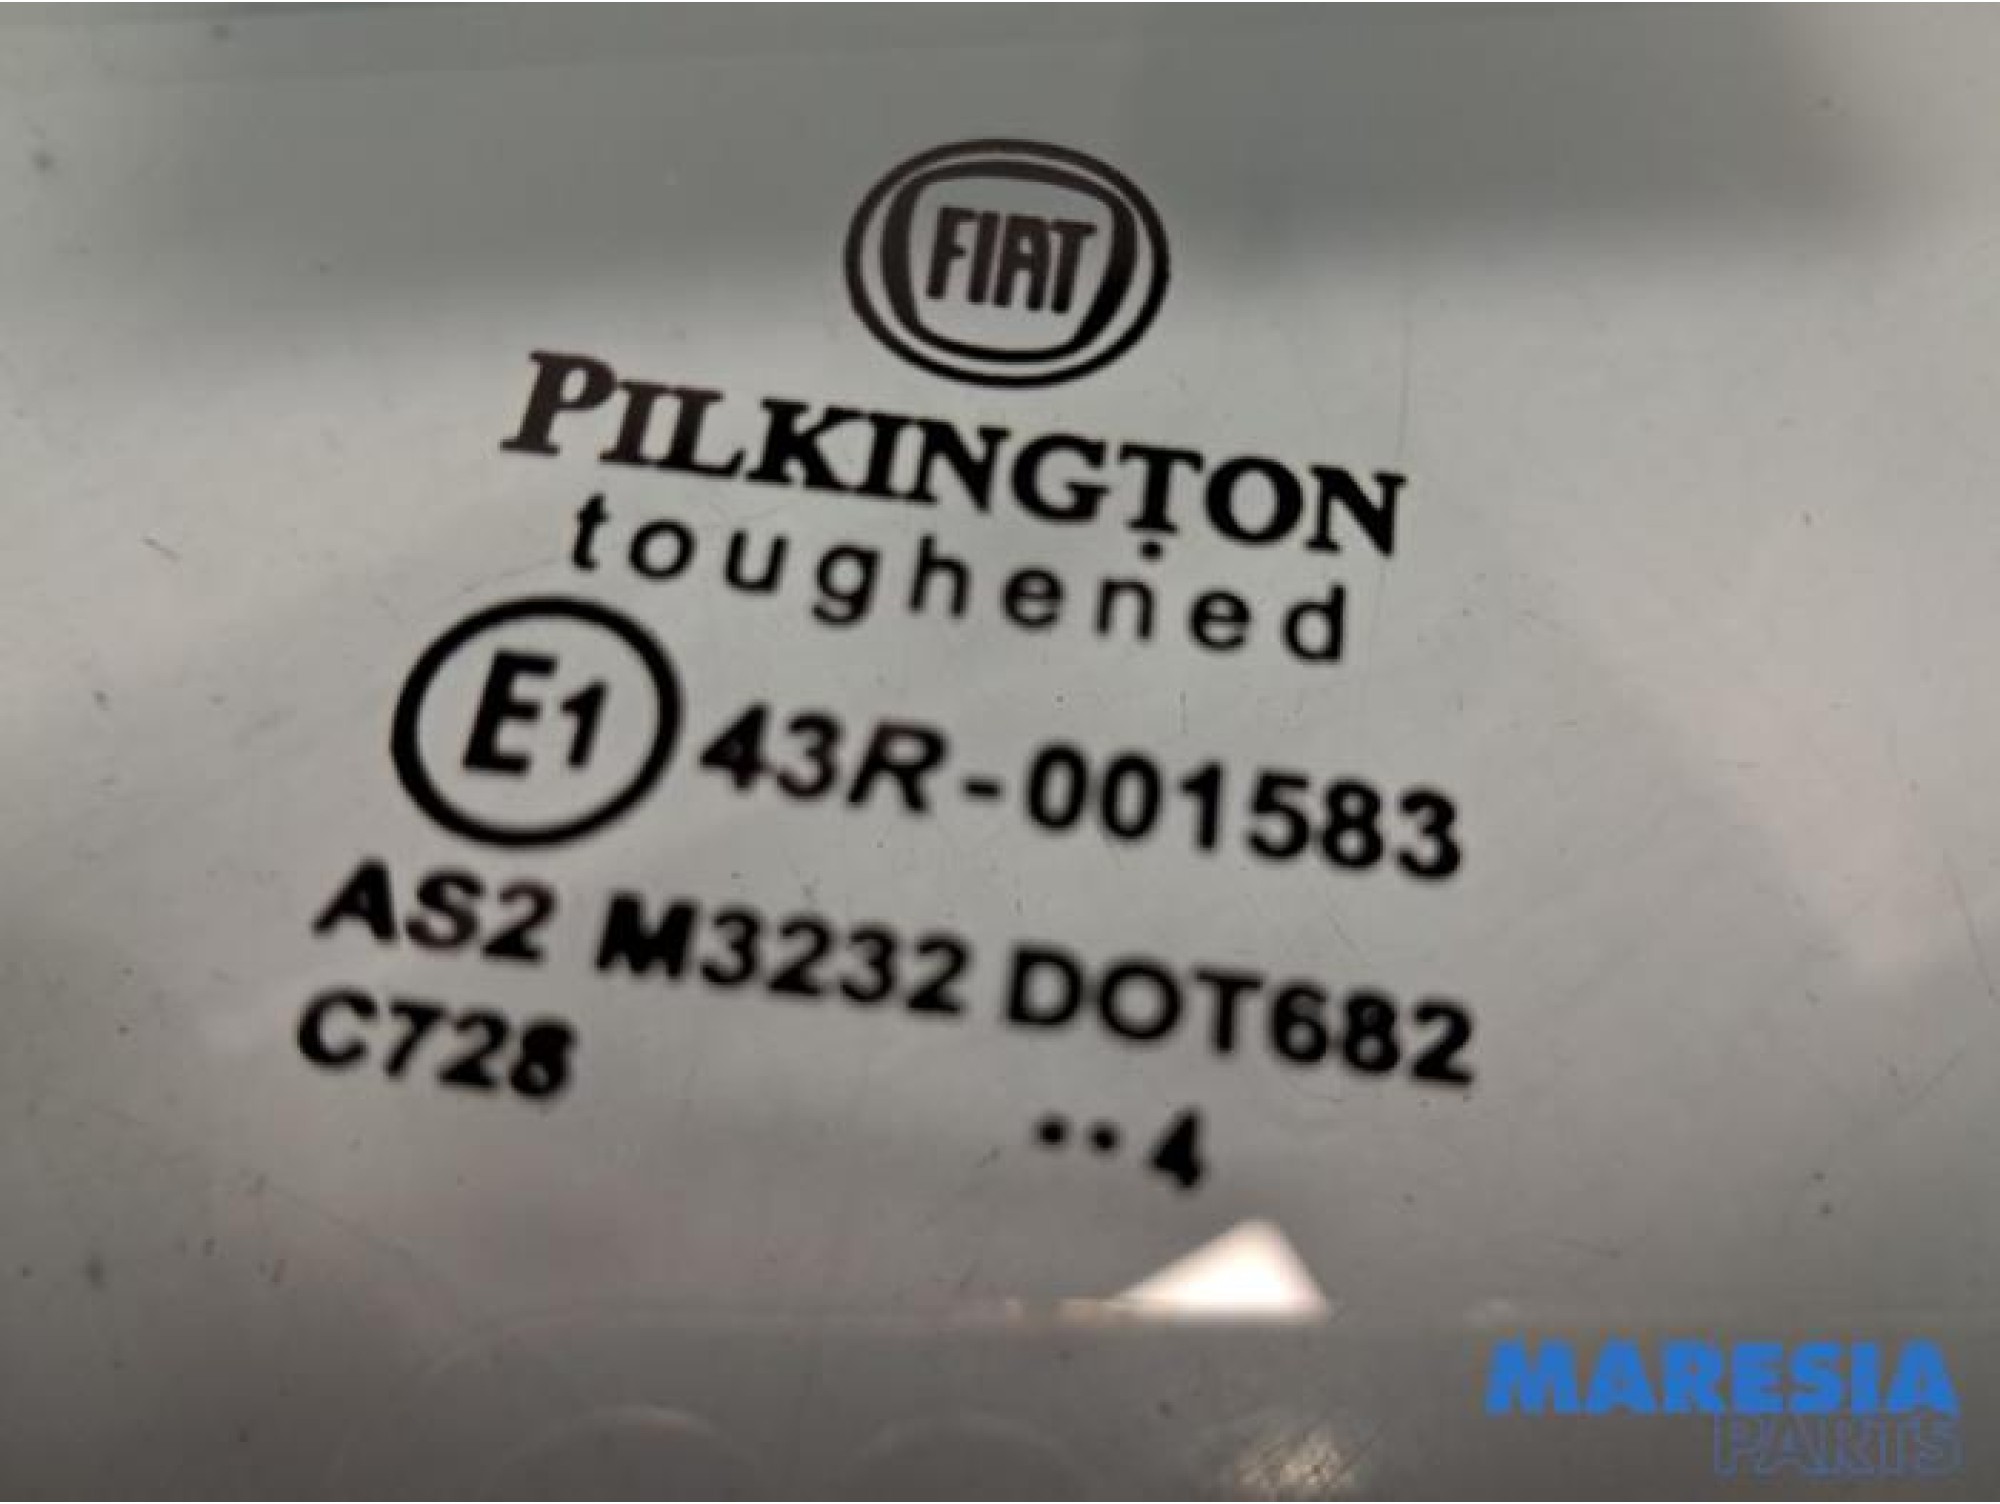 FIAT
PILKINGTON
toughened
E1 43R-001583
AS2 M3232 DOT682
C728
··4
MARESIA
PARTS